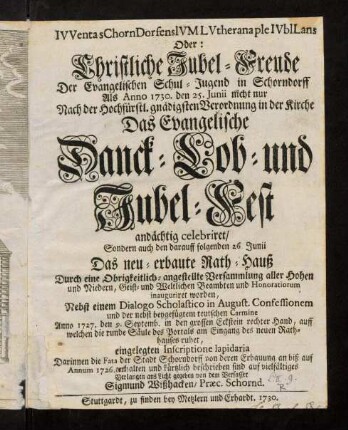 IVVentas ChornDorfensIVM LVtherana ple IVbILans
Oder:
Christliche Jubel-Freude
Der Evangelischen Schul-Jugend in Schorndorff
Als Anno 1730. den 25. Junii nicht nur
Nach der Hochfürstl. gnädigsten Verordnung in der Kirche
Das Evangelische
Danck-Lob-und
Jubel-Fest
andächtig celebriret/
Sondern auch den darauff folgenden 26 Junii
Das neu-erbaute Rath-Hauß
Durch eine Obrigkeitlich-angestellte Versammlung aller Hohen
und Niedern, Geist- und Weltlichen Beambten und Honoratiorum
inauguriret worden,
Nebst einem Dialogo Scholastico in August. Confessionem
und der nebst beygefügtem teutschen Carmine
Anno 1727. den 9. Septemb. in den grossen Eckstein rechter Hand, auff
welchen die runde Säule des Portals am Eingang des neuen Rath-
hauses ruhet,
eingelegten Inscriptione lapidaria
Darinnen die Fata der Stadt Schorndorff von deren Erbauung an biß auf
Annum 1726. enthalten und kürtzlich beschrieben sind auf vielfältiges
Verlangen ans Licht gegeben von dem Verfasser
Sigmund Wißhacken/ Præc. Schornd.
Stuttgardt, zu finden bey Metzlern und Erhardt. 1730.